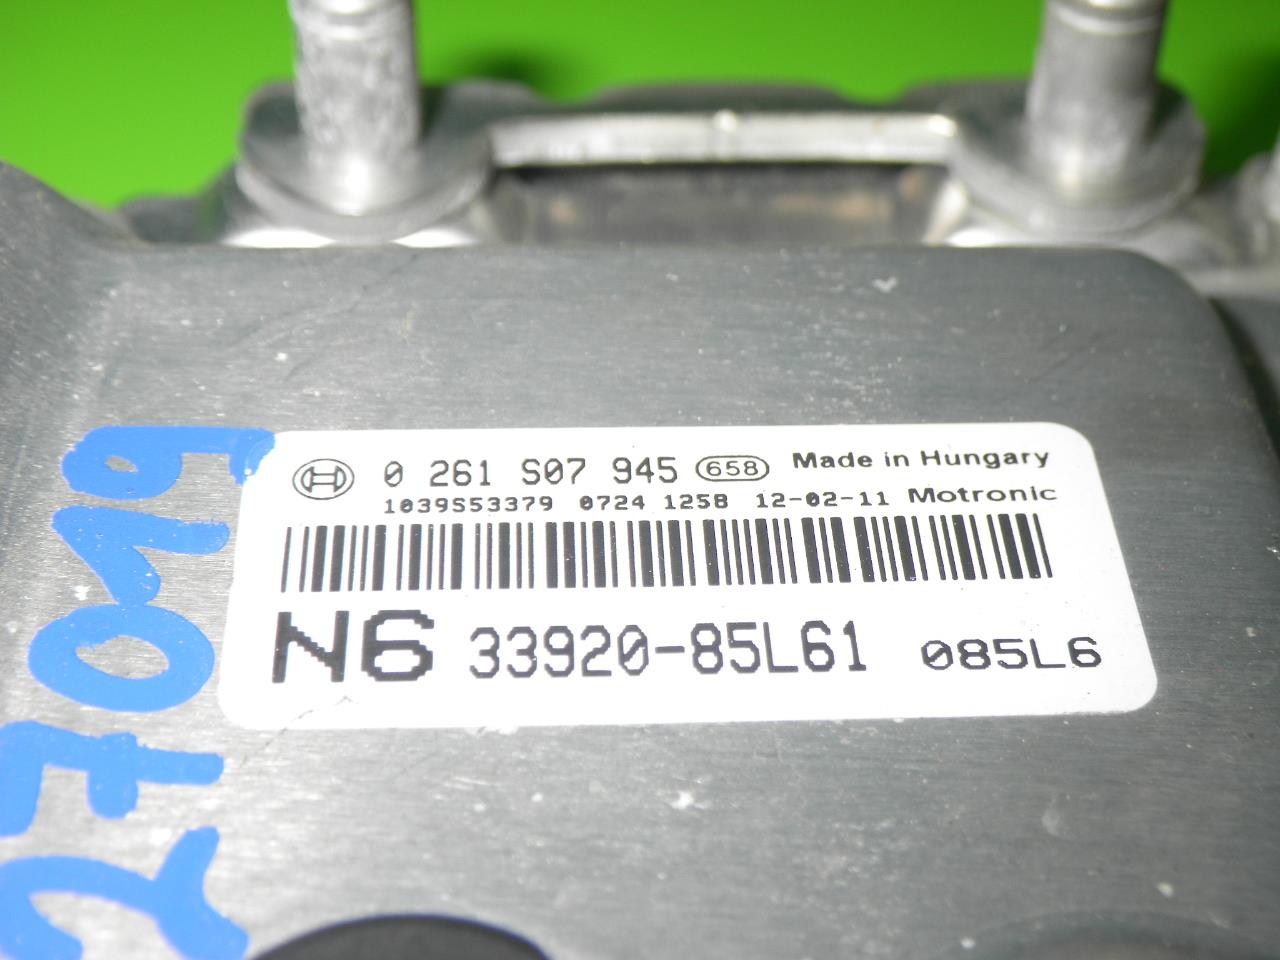 0 261 S07 945 658 Made in Hungary
1039S53379 0724 1258 12-02-11 Motronic
N6 33920-85L61 085L6